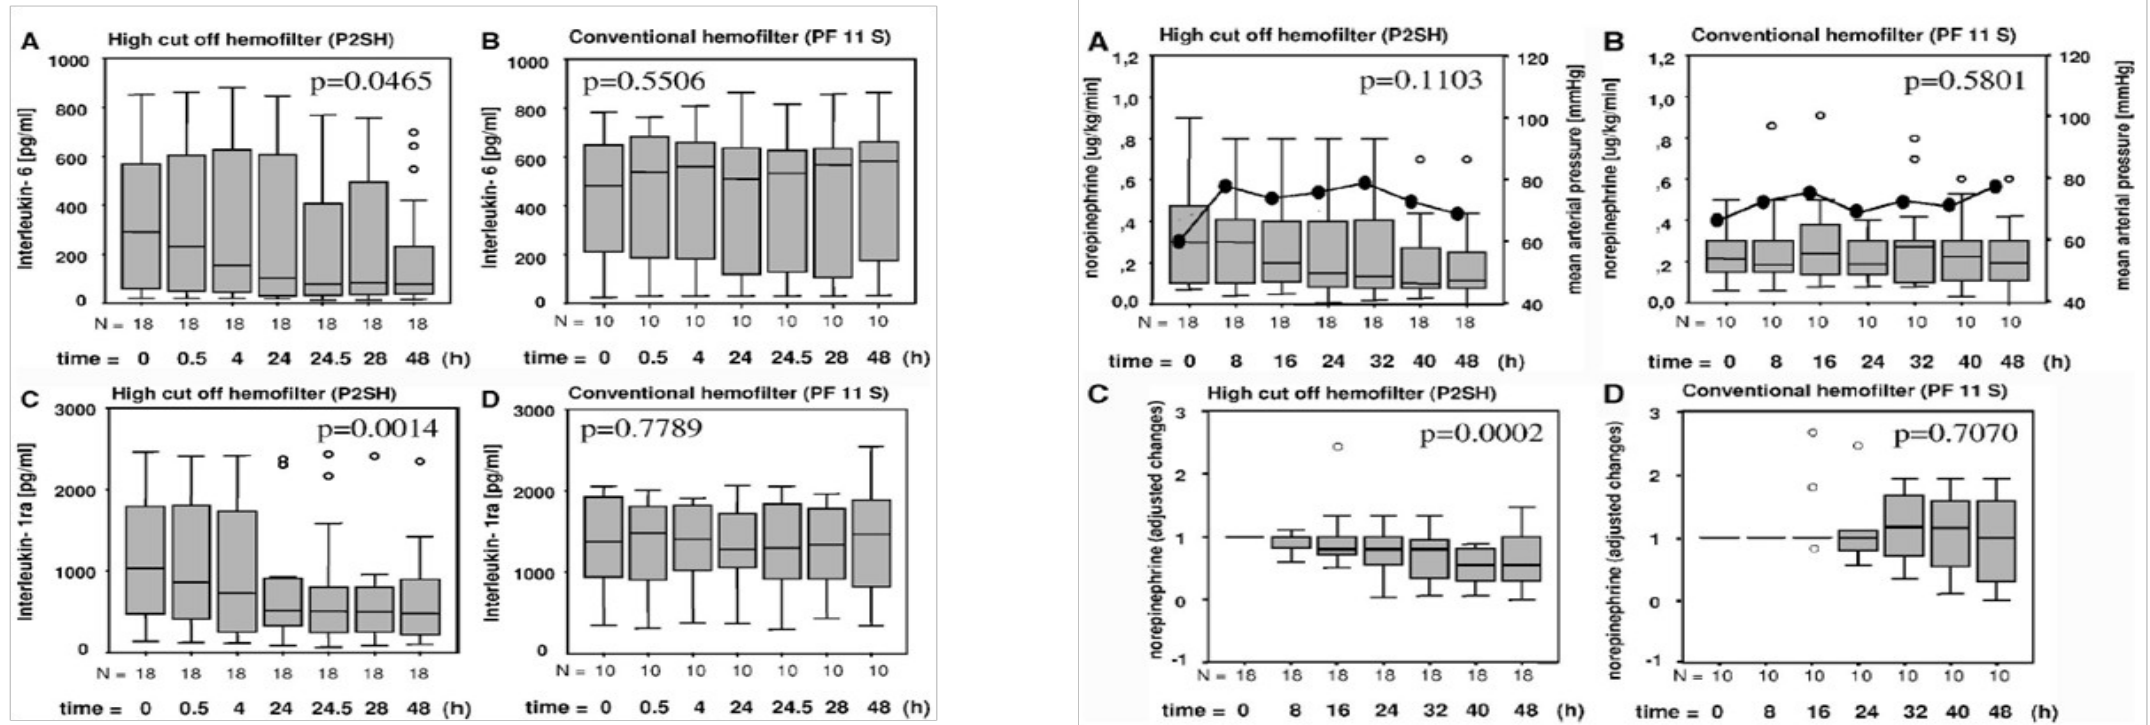 A High cut off hemofilter (P2SH)
Interleukin- 6 [pg/ml]
1000
800
600
400
200
0
p=0.0465
N = 18 18 18 18 18 18 18
time = 0 0.5 4 24 24.5 28 48 (h)
B Conventional hemofilter (PF 11 S)
Interleukin- 6 [pg/ml]
1000
800
600
400
200
0
p=0.5506
N = 10 10 10 10 10 10 10
time = 0 0.5 4 24 24.5 28 48 (h)
C High cut off hemofilter (P2SH)
Interleukin- 1ra [pg/ml]
3000
2000
1000
0
p=0.0014
N = 18 18 18 18 18 18 18
time = 0 0.5 4 24 24.5 28 48 (h)
D Conventional hemofilter (PF 11 S)
Interleukin- 1ra [pg/ml]
3000
2000
1000
0
p=0.7789
N = 10 10 10 10 10 10 10
time = 0 0.5 4 24 24.5 28 48 (h)
A High cut off hemofilter (P2SH)
norepinephrine [ug/kg/min]
1,2
1,0
,8
,6
,4
,2
0,0
p=0.1103
120
100
80
60
40
mean arterial pressure [mmHg]
N = 18 18 18 18 18 18 18
time = 0 8 16 24 32 40 48 (h)
B Conventional hemofilter (PF 11 S)
norepinephrine [ug/kg/min]
1,2
1,0
,8
,6
,4
,2
0,0
p=0.5801
120
100
80
60
40
mean arterial pressure [mmHg]
N = 10 10 10 10 10 10 10
time = 0 8 16 24 32 40 48 (h)
C High cut off hemofilter (P2SH)
norepinephrine (adjusted changes)
3
2
1
0
-1
p=0.0002
N = 18 18 18 18 18 18 18
time = 0 8 16 24 32 40 48 (h)
D Conventional hemofilter (PF 11 S)
norepinephrine (adjusted changes)
3
2
1
0
-1
p=0.7070
N = 10 10 10 10 10 10 10
time = 0 8 16 24 32 40 48 (h)